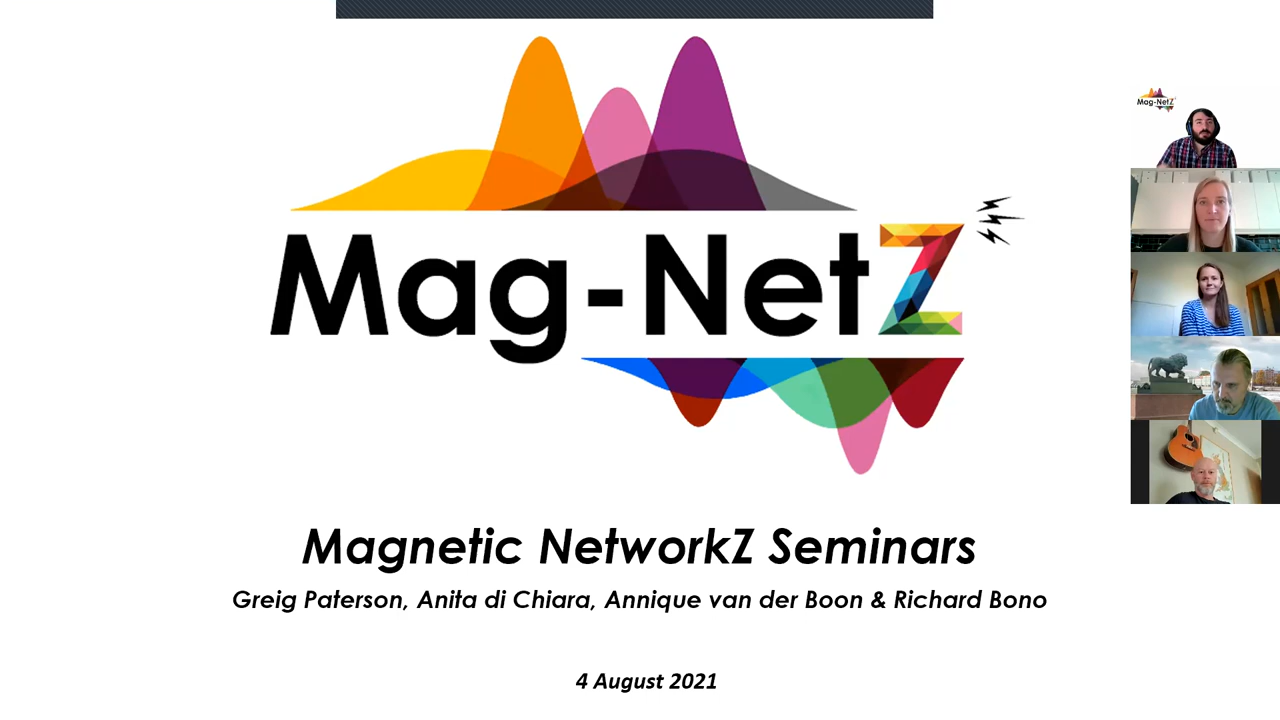 Mag-NetZ
Mag-NetZ
Magnetic NetworkZ Seminars
Greig Paterson, Anita di Chiara, Annique van der Boon & Richard Bono
4 August 2021